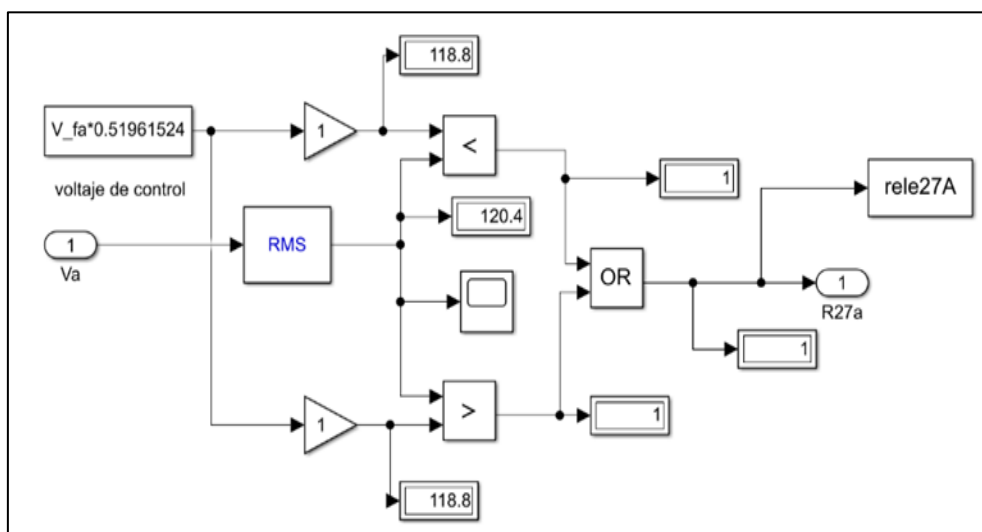 118.8
V_fa*0.51961524
1
<
voltaje de control
1
rele27A
120.4
1
Va
RMS
OR
1
R27a
1
1
>
1
118.8